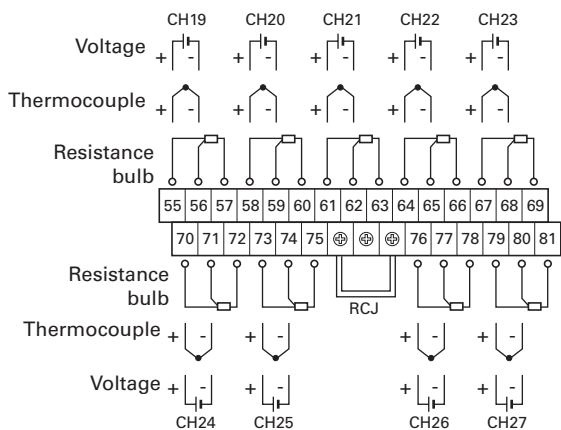 CH19 CH20 CH21 CH22 CH23
Voltage + - + - + - + - + -
Thermocouple + - + - + - + - + -
Resistance
bulb
55 56 57 58 59 60 61 62 63 64 65 66 67 68 69
70 71 72 73 74 75 76 77 78 79 80 81
Resistance
bulb
RCJ
Thermocouple + - + - + - + -
Voltage + - + - + - + -
CH24 CH25 CH26 CH27